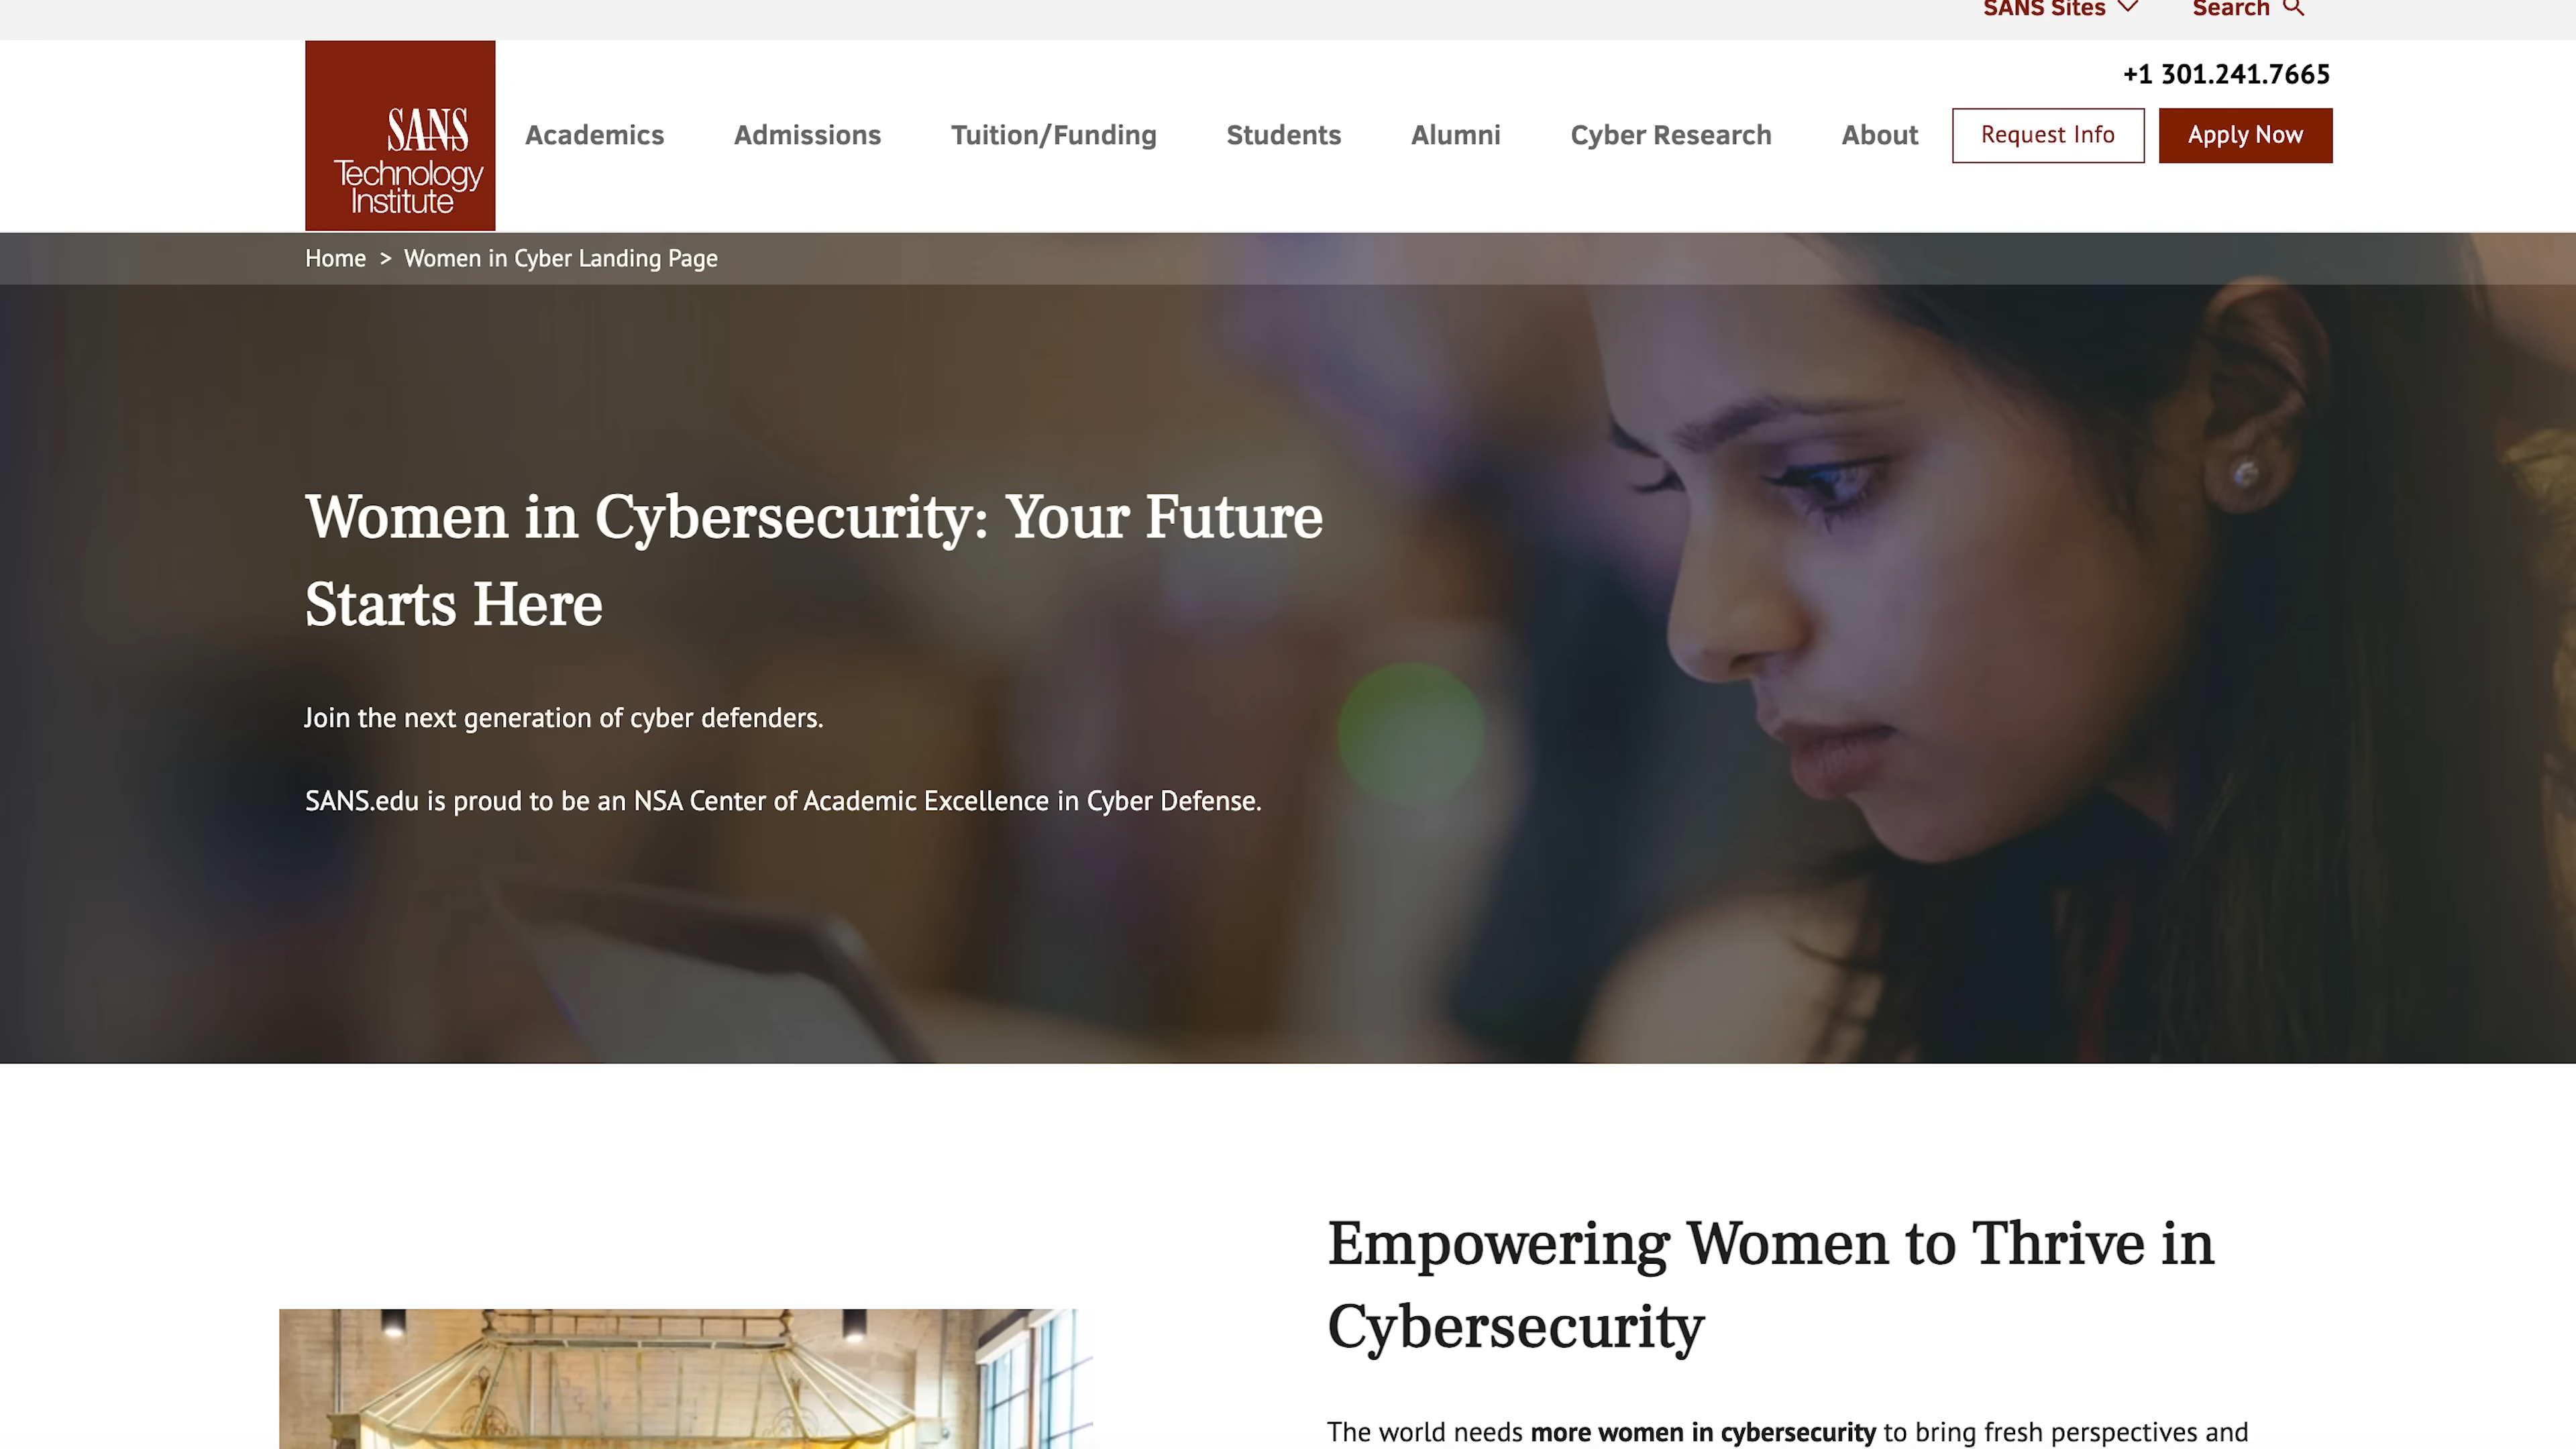 SANS Sites
Search
+1 301.241.7665
SANS
Technology
Institute
Academics
Admissions
Tuition/Funding
Students
Alumni
Cyber Research
About
Request Info
Apply Now
Home > Women in Cyber Landing Page
Women in Cybersecurity: Your Future
Starts Here
Join the next generation of cyber defenders.
SANS.edu is proud to be an NSA Center of Academic Excellence in Cyber Defense.
Empowering Women to Thrive in
Cybersecurity
The world needs more women in cybersecurity to bring fresh perspectives and